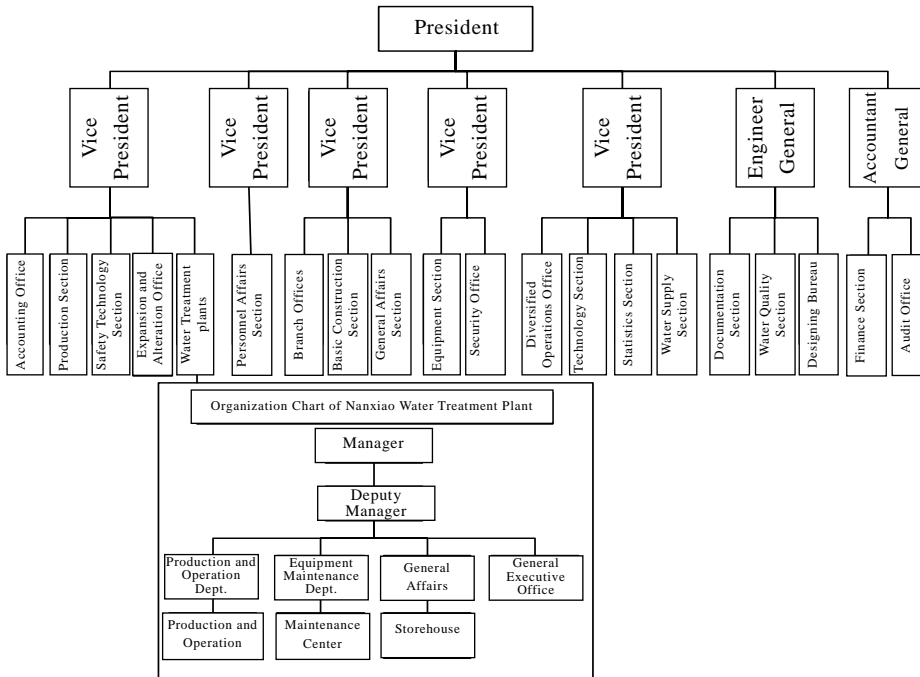 President
Vice
President
Vice
President
Vice
President
Vice
President
Vice
President
Engineer
General
Accountant
General
Accounting Office
Production Section
Safety Technology
Section
Expansion and
Alteration Office
Water Treatment
plants
Personnel Affairs
Section
Branch Offices
Basic Construction
Section
General Affairs
Section
Equipment Section
Security Office
Diversified
Operations Office
Technology Section
Statistics Section
Water Supply
Section
Documentation
Section
Water Quality
Section
Designing Bureau
Finance Section
Audit Office
Organization Chart of Nanxiao Water Treatment Plant
Manager
Deputy
Manager
Production and
Operation
Dept.
Equipment
Maintenance
Dept.
General
Affairs
General
Executive
Office
Production and
Operation
Maintenance
Center
Storehouse